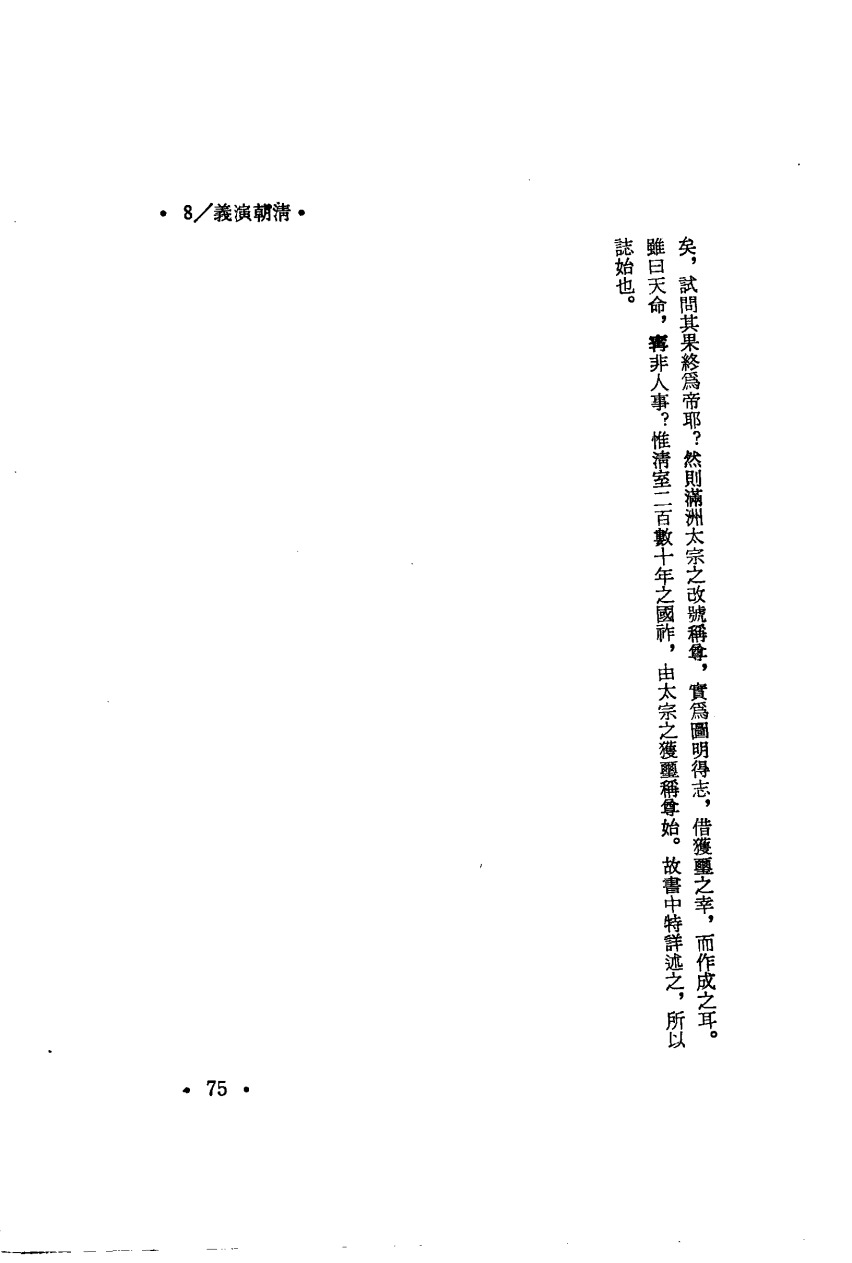 • 8／義演朝清•
矣，試問其果終爲帝耶？然則滿洲太宗之改號稱尊，實爲圖明得志，借獲璽之幸，而作成之耳。
雖曰天命，寗非人事？惟清室二百數十年之國祚，由太宗之獲璽稱尊始。故書中特詳述之，所以
誌始也。
• 75 •